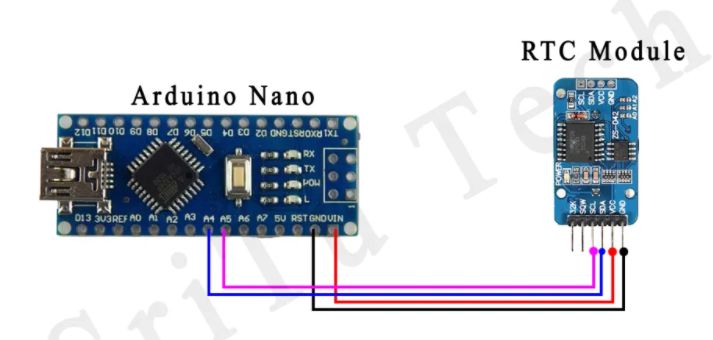 RTC Module
Arduino Nano
SCL SDA VCC GND
A0 A1 A2
ZS-042
POWER
32K SQW SCL SDA VCC GND
D12 D11 D10 D9 D8 D7 D6 D5 D4 D3 D2 GND RST RX0 TX1
RX
TX
POW
L
1
D13 3V3 REF A0 A1 A2 A3 A4 A5 A6 A7 5V RST GND VIN
SriTu Tech